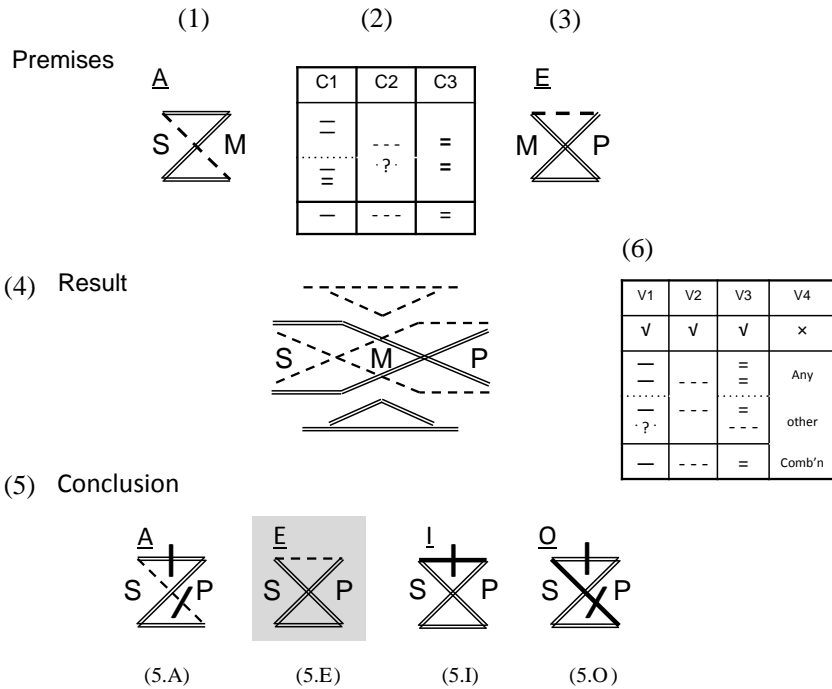 (1) (2) (3)
Premises
A E
C1 C2 C3
S M M P
- - -
·?·
=
=
—
=
—
=
— - - - =
(6)
(4) Result
V1 V2 V3 V4
√ √ √ ×
S M P
—
—
- - -
=
=
Any
—
·?·
- - -
=
- - -
other
— - - - = Comb'n
(5) Conclusion
A E I O
S P S P S P S P
(5.A) (5.E) (5.I) (5.O)